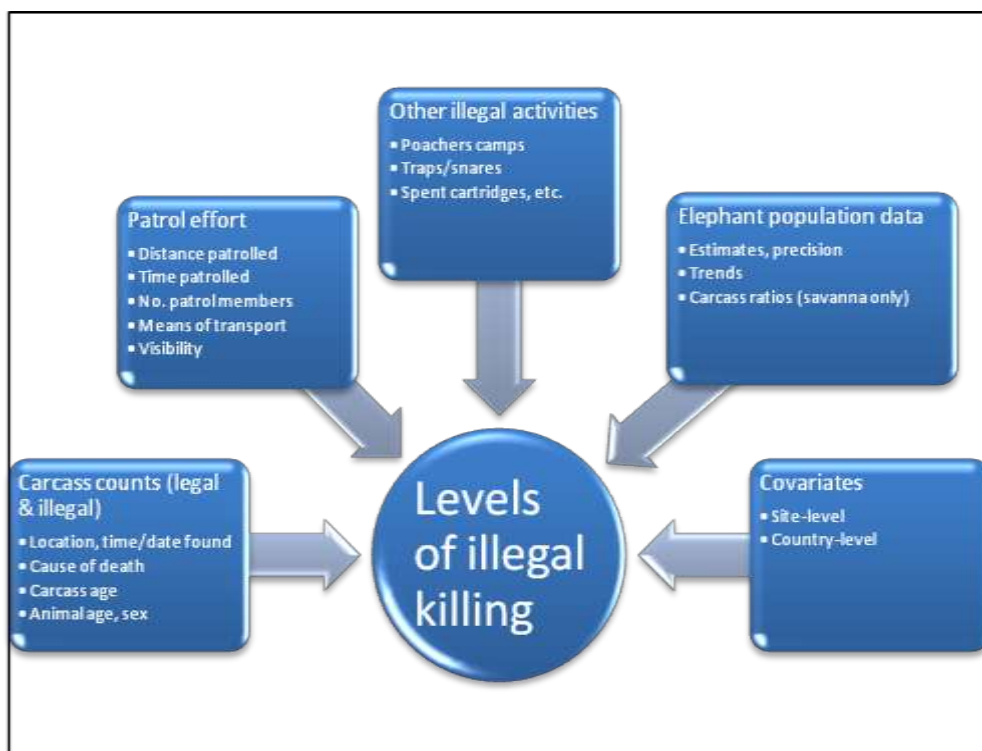 Other illegal activities
▪ Poachers camps
▪ Traps/snares
▪ Spent cartridges, etc.
Patrol effort
▪ Distance patrolled
▪ Time patrolled
▪ No. patrol members
▪ Means of transport
▪ Visibility
Elephant population data
▪ Estimates, precision
▪ Trends
▪ Carcass ratios (savanna only)
Carcass counts (legal
& illegal)
▪ Location, time/date found
▪ Cause of death
▪ Carcass age
▪ Animal age, sex
Levels
of illegal
killing
Covariates
▪ Site-level
▪ Country-level